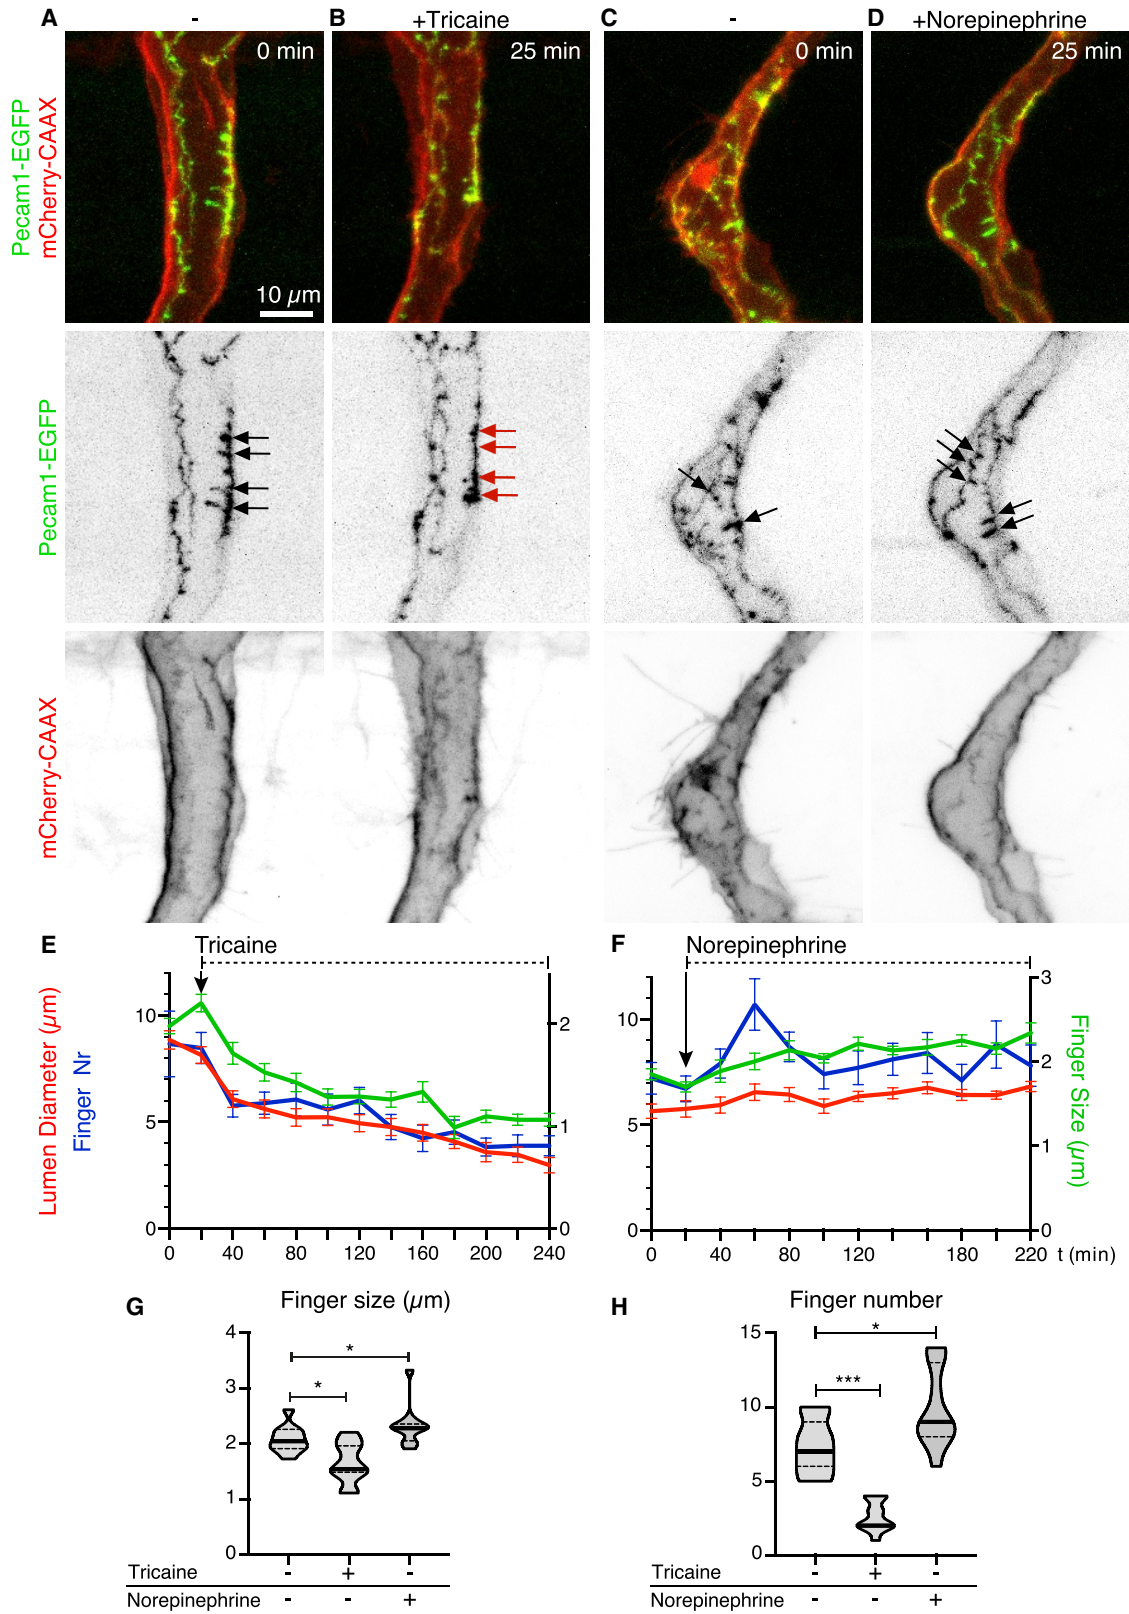 A - B +Tricaine C - D +Norepinephrine
0 min 25 min 0 min 25 min
Pecam1-EGFP
mCherry-CAAX
10 µm
Pecam1-EGFP
mCherry-CAAX
E Tricaine
Lumen Diameter (µm)
Finger Nr
10
5
0
2
1
0
0 40 80 120 160 200 240
F Norepinephrine
10
5
0
3
2
1
0
Finger Size (µm)
0 40 80 120 180 220 t (min)
G Finger size (µm)
4
3
2
1
0
* *
Tricaine - + -
Norepinephrine - - +
H Finger number
15
10
5
0
* ***
Tricaine - + -
Norepinephrine - - +